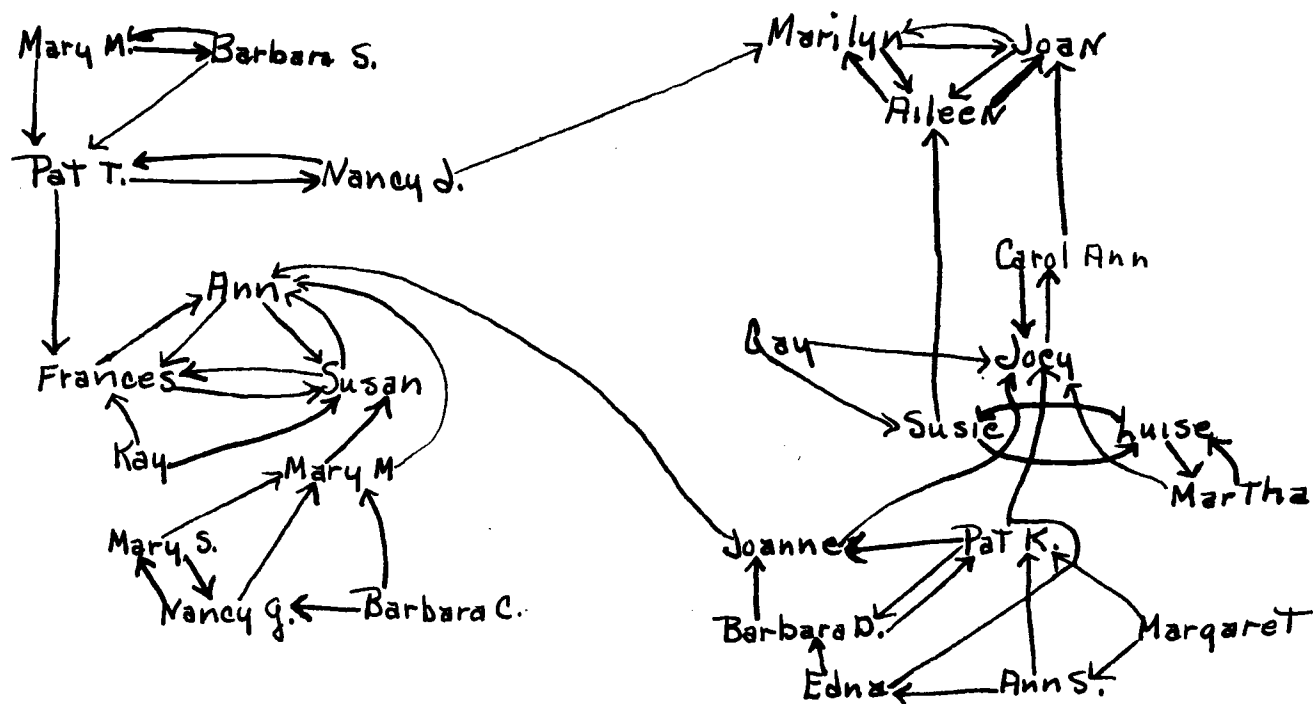 Mary M. Barbara S.
Marilyn Joan
Aileen
Pat T. Nancy J.
Carol Ann
Ann
Gay Joey
Frances Susan
Susie Luise
Kay Mary M
Martha
Mary S.
Joanne Pat K.
Nancy G. Barbara C.
Barbara D. Margaret
Edna Ann S.